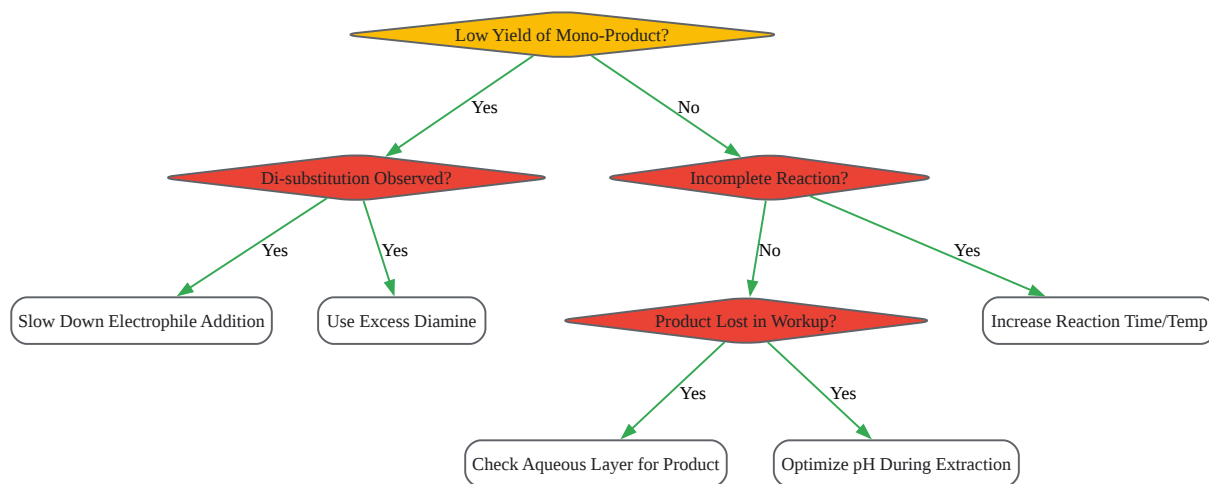 Low Yield of Mono-Product?
Yes
No
Di-substitution Observed?
Incomplete Reaction?
Yes
Yes
No
Yes
Slow Down Electrophile Addition
Use Excess Diamine
Product Lost in Workup?
Increase Reaction Time/Temp
Yes
Yes
Check Aqueous Layer for Product
Optimize pH During Extraction